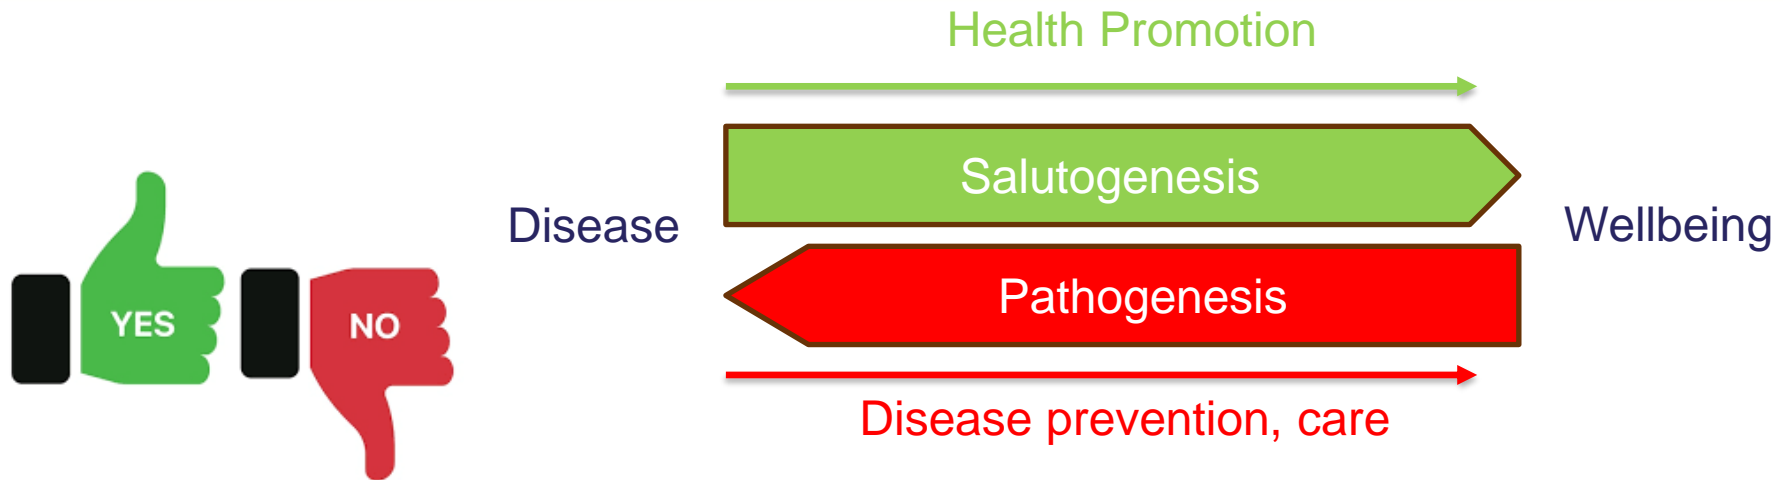 Health Promotion
Salutogenesis
Disease
Wellbeing
Pathogenesis
YES
NO
Disease prevention, care